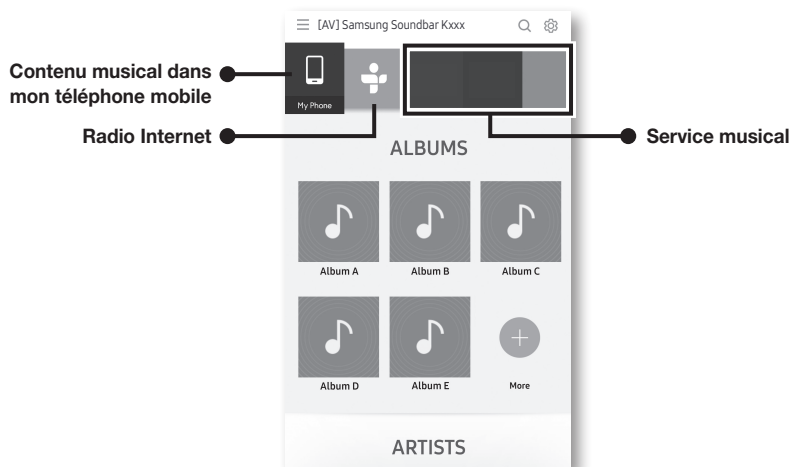 [AV] Samsung Soundbar Kxxx
Contenu musical dans
mon téléphone mobile
My Phone
Radio Internet
Service musical
ALBUMS
Album A
Album B
Album C
Album D
Album E
More
ARTISTS